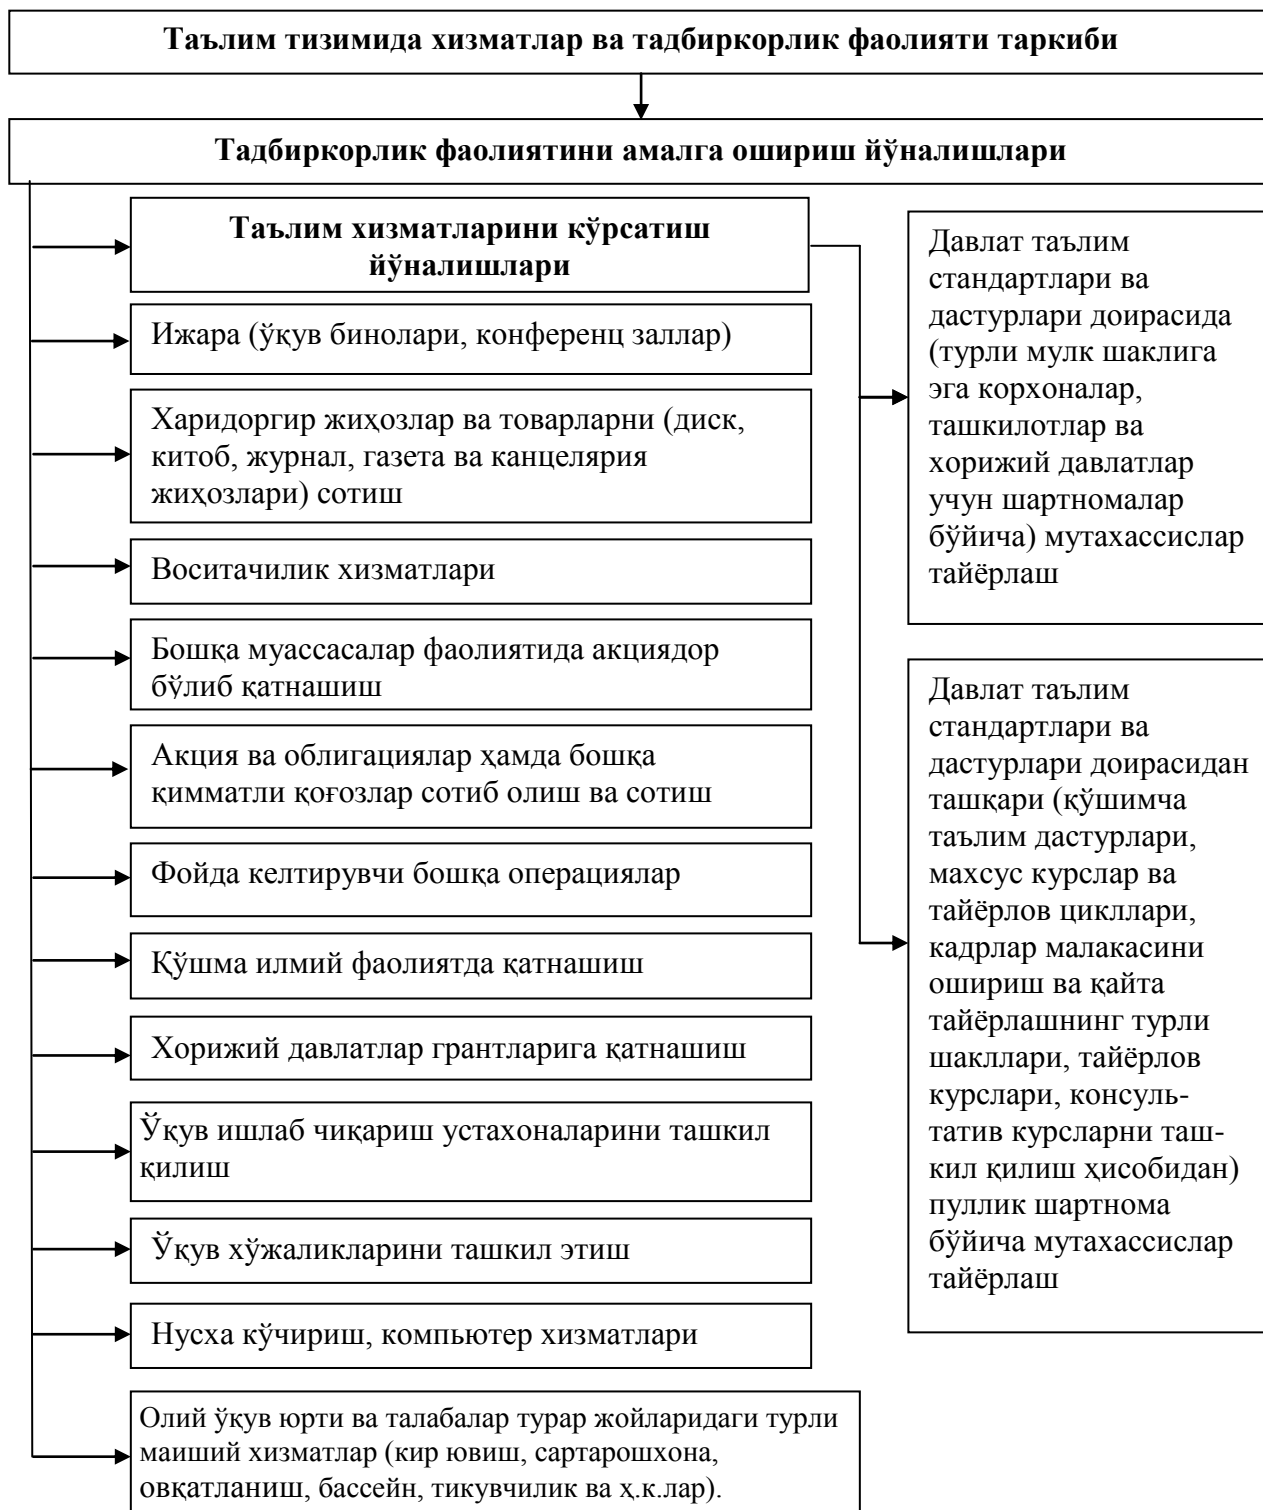 Таълим тизимида хизматлар ва тадбиркорлик фаолияти таркиби
Тадбиркорлик фаолиятини амалга ошириш йўналишлари
Таълим хизматларини кўрсатиш
йўналишлари
Ижара (ўқув бинолари, конференц заллар)
Харидоргир жиҳозлар ва товарларни (диск,
китоб, журнал, газета ва канцелярия
жиҳозлари) сотиш
Воситачилик хизматлари
Бошқа муассасалар фаолиятида акциядор
бўлиб қатнашиш
Акция ва облигациялар ҳамда бошқа
қимматли қоғозлар сотиб олиш ва сотиш
Фойда келтирувчи бошқа операциялар
Қўшма илмий фаолиятда қатнашиш
Хорижий давлатлар грантларига қатнашиш
Ўқув ишлаб чиқариш устахоналарини ташкил
қилиш
Ўқув хўжаликларини ташкил этиш
Нусха кўчириш, компьютер хизматлари
Олий ўқув юрти ва талабалар турар жойларидаги турли
маиший хизматлар (кир ювиш, сартарошхона,
овқатланиш, бассейн, тикувчилик ва ҳ.к.лар).
Давлат таълим
стандартлари ва
дастурлари доирасида
(турли мулк шаклига
эга корхоналар,
ташкилотлар ва
хорижий давлатлар
учун шартномалар
бўйича) мутахассислар
тайёрлаш
Давлат таълим
стандартлари ва
дастурлари доирасидан
ташқари (қўшимча
таълим дастурлари,
махсус курслар ва
тайёрлов цикллари,
кадрлар малакасини
ошириш ва қайта
тайёрлашнинг турли
шакллари, тайёрлов
курслари, консуль-
татив курсларни таш-
кил қилиш ҳисобидан)
пуллик шартнома
бўйича мутахассислар
тайёрлаш